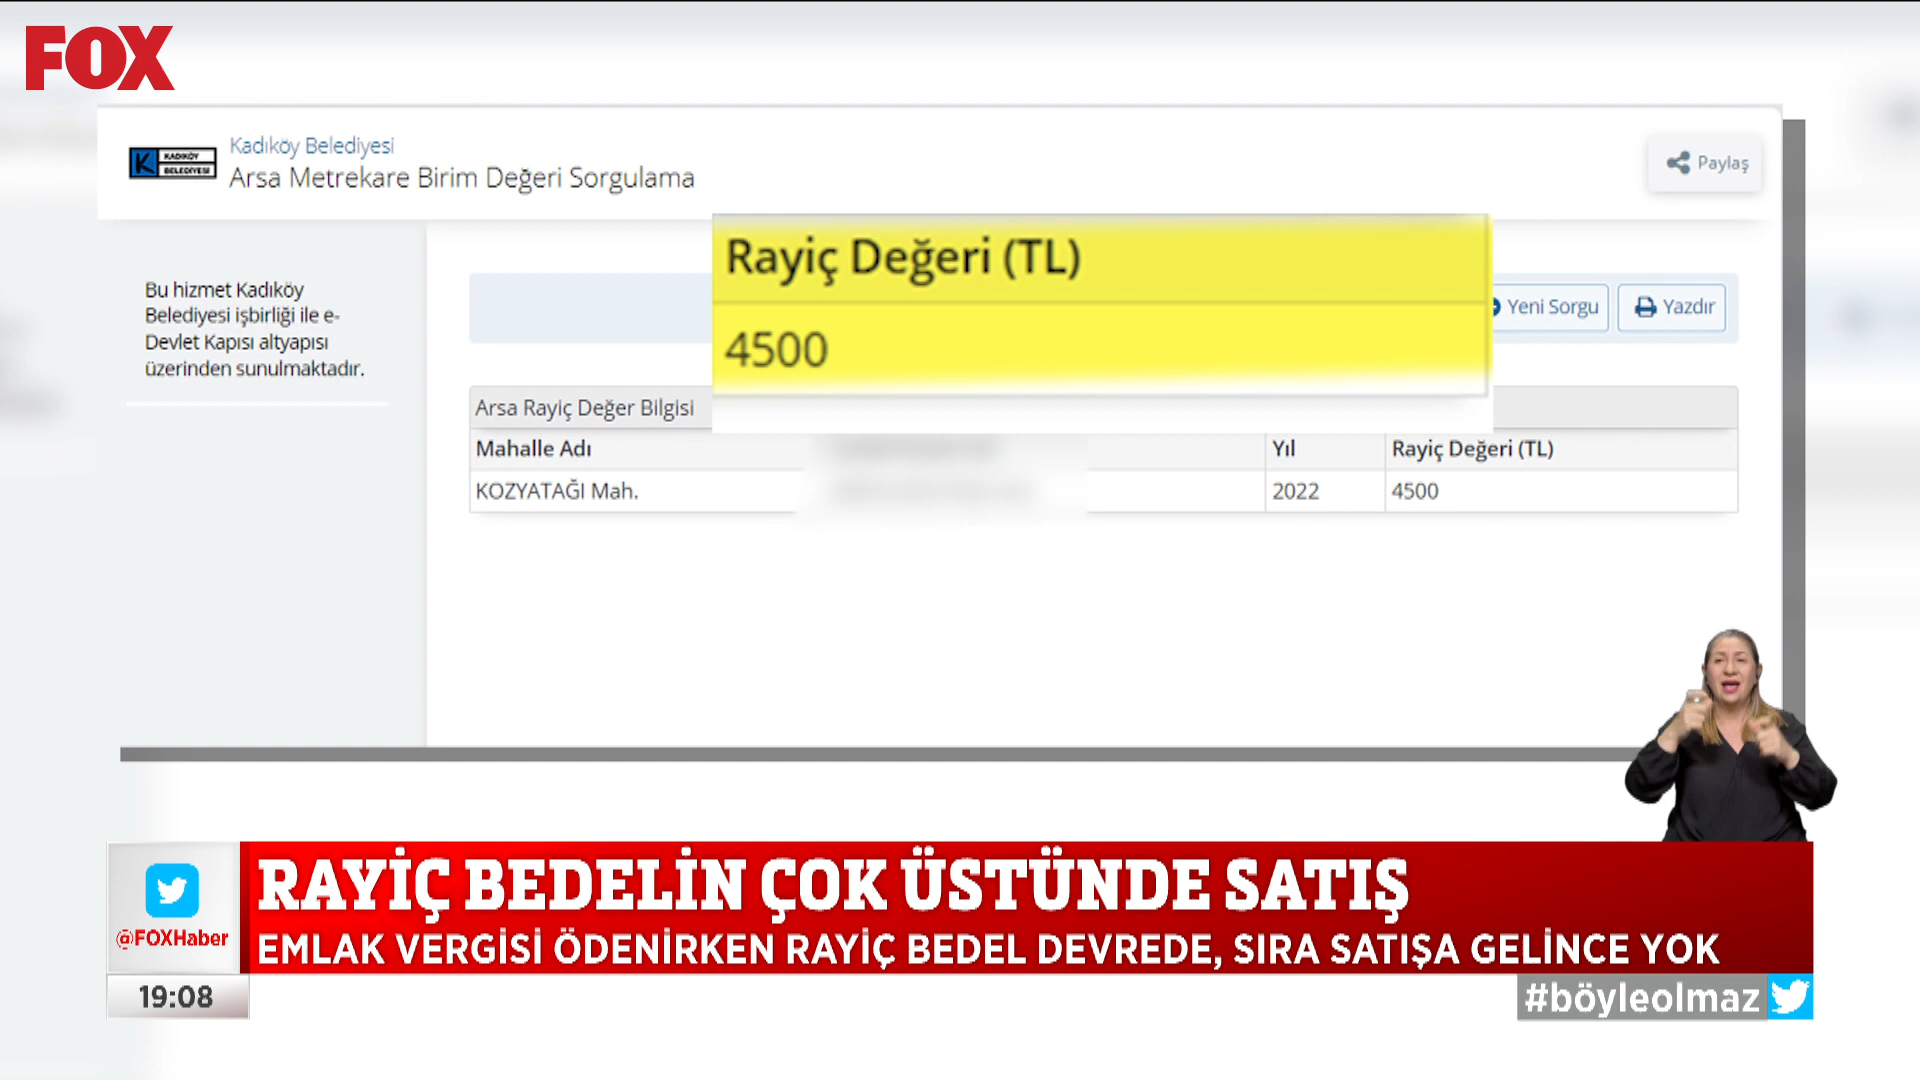 FOX
KADIKÖY
BELEDİYESİ
Kadıköy Belediyesi
Arsa Metrekare Birim Değeri Sorgulama
Paylaş
Bu hizmet Kadıköy
Belediyesi işbirliği ile e-
Devlet Kapısı altyapısı
üzerinden sunulmaktadır.
Rayiç Değeri (TL)
4500
Yeni Sorgu
Yazdır
Arsa Rayiç Değer Bilgisi
Mahalle Adı Yıl Rayiç Değeri (TL)
KOZYATAĞI Mah. 2022 4500
RAYİÇ BEDELİN ÇOK ÜSTÜNDE SATIŞ
@FOXHaber
EMLAK VERGİSİ ÖDENİRKEN RAYİÇ BEDEL DEVREDE, SIRA SATIŞA GELİNCE YOK
19:08
#böyleolmaz